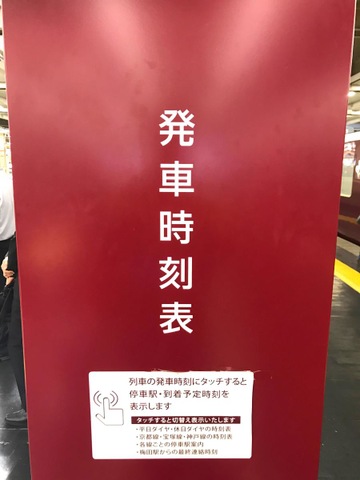 発車時刻表
列車の発車時刻にタッチすると
停車駅・到着予定時刻を
表示します
タッチすると切替え表示いたします
・平日ダイヤ・休日ダイヤの時刻表
・京都線・宝塚線・神戸線の時刻表
・各線ごとの停車駅案内
・梅田駅からの最終連絡時刻